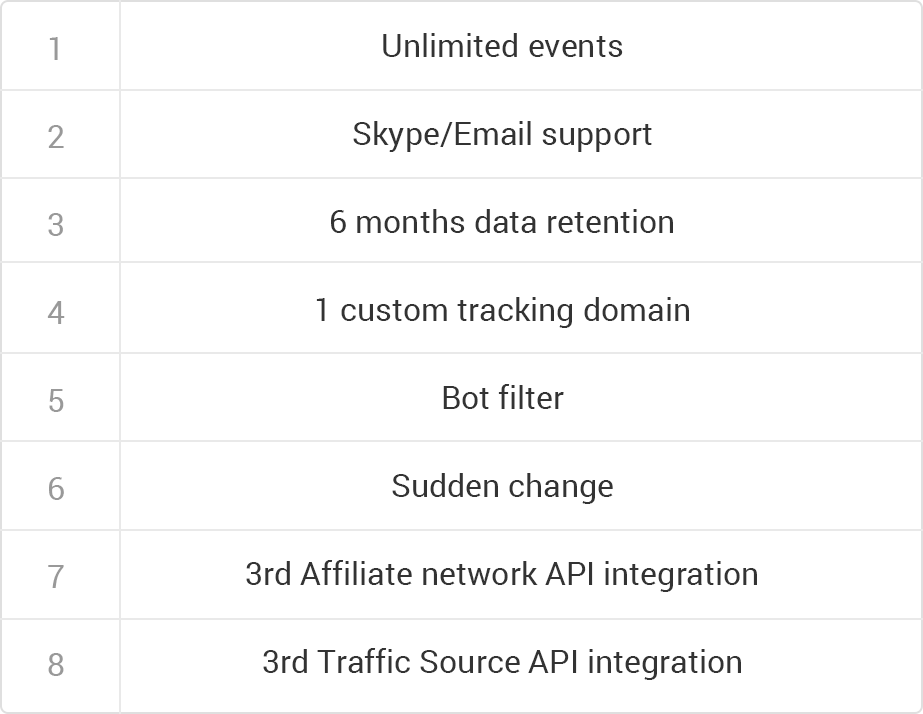 1 Unlimited events
2 Skype/Email support
3 6 months data retention
4 1 custom tracking domain
5 Bot filter
6 Sudden change
7 3rd Affiliate network API integration
8 3rd Traffic Source API integration